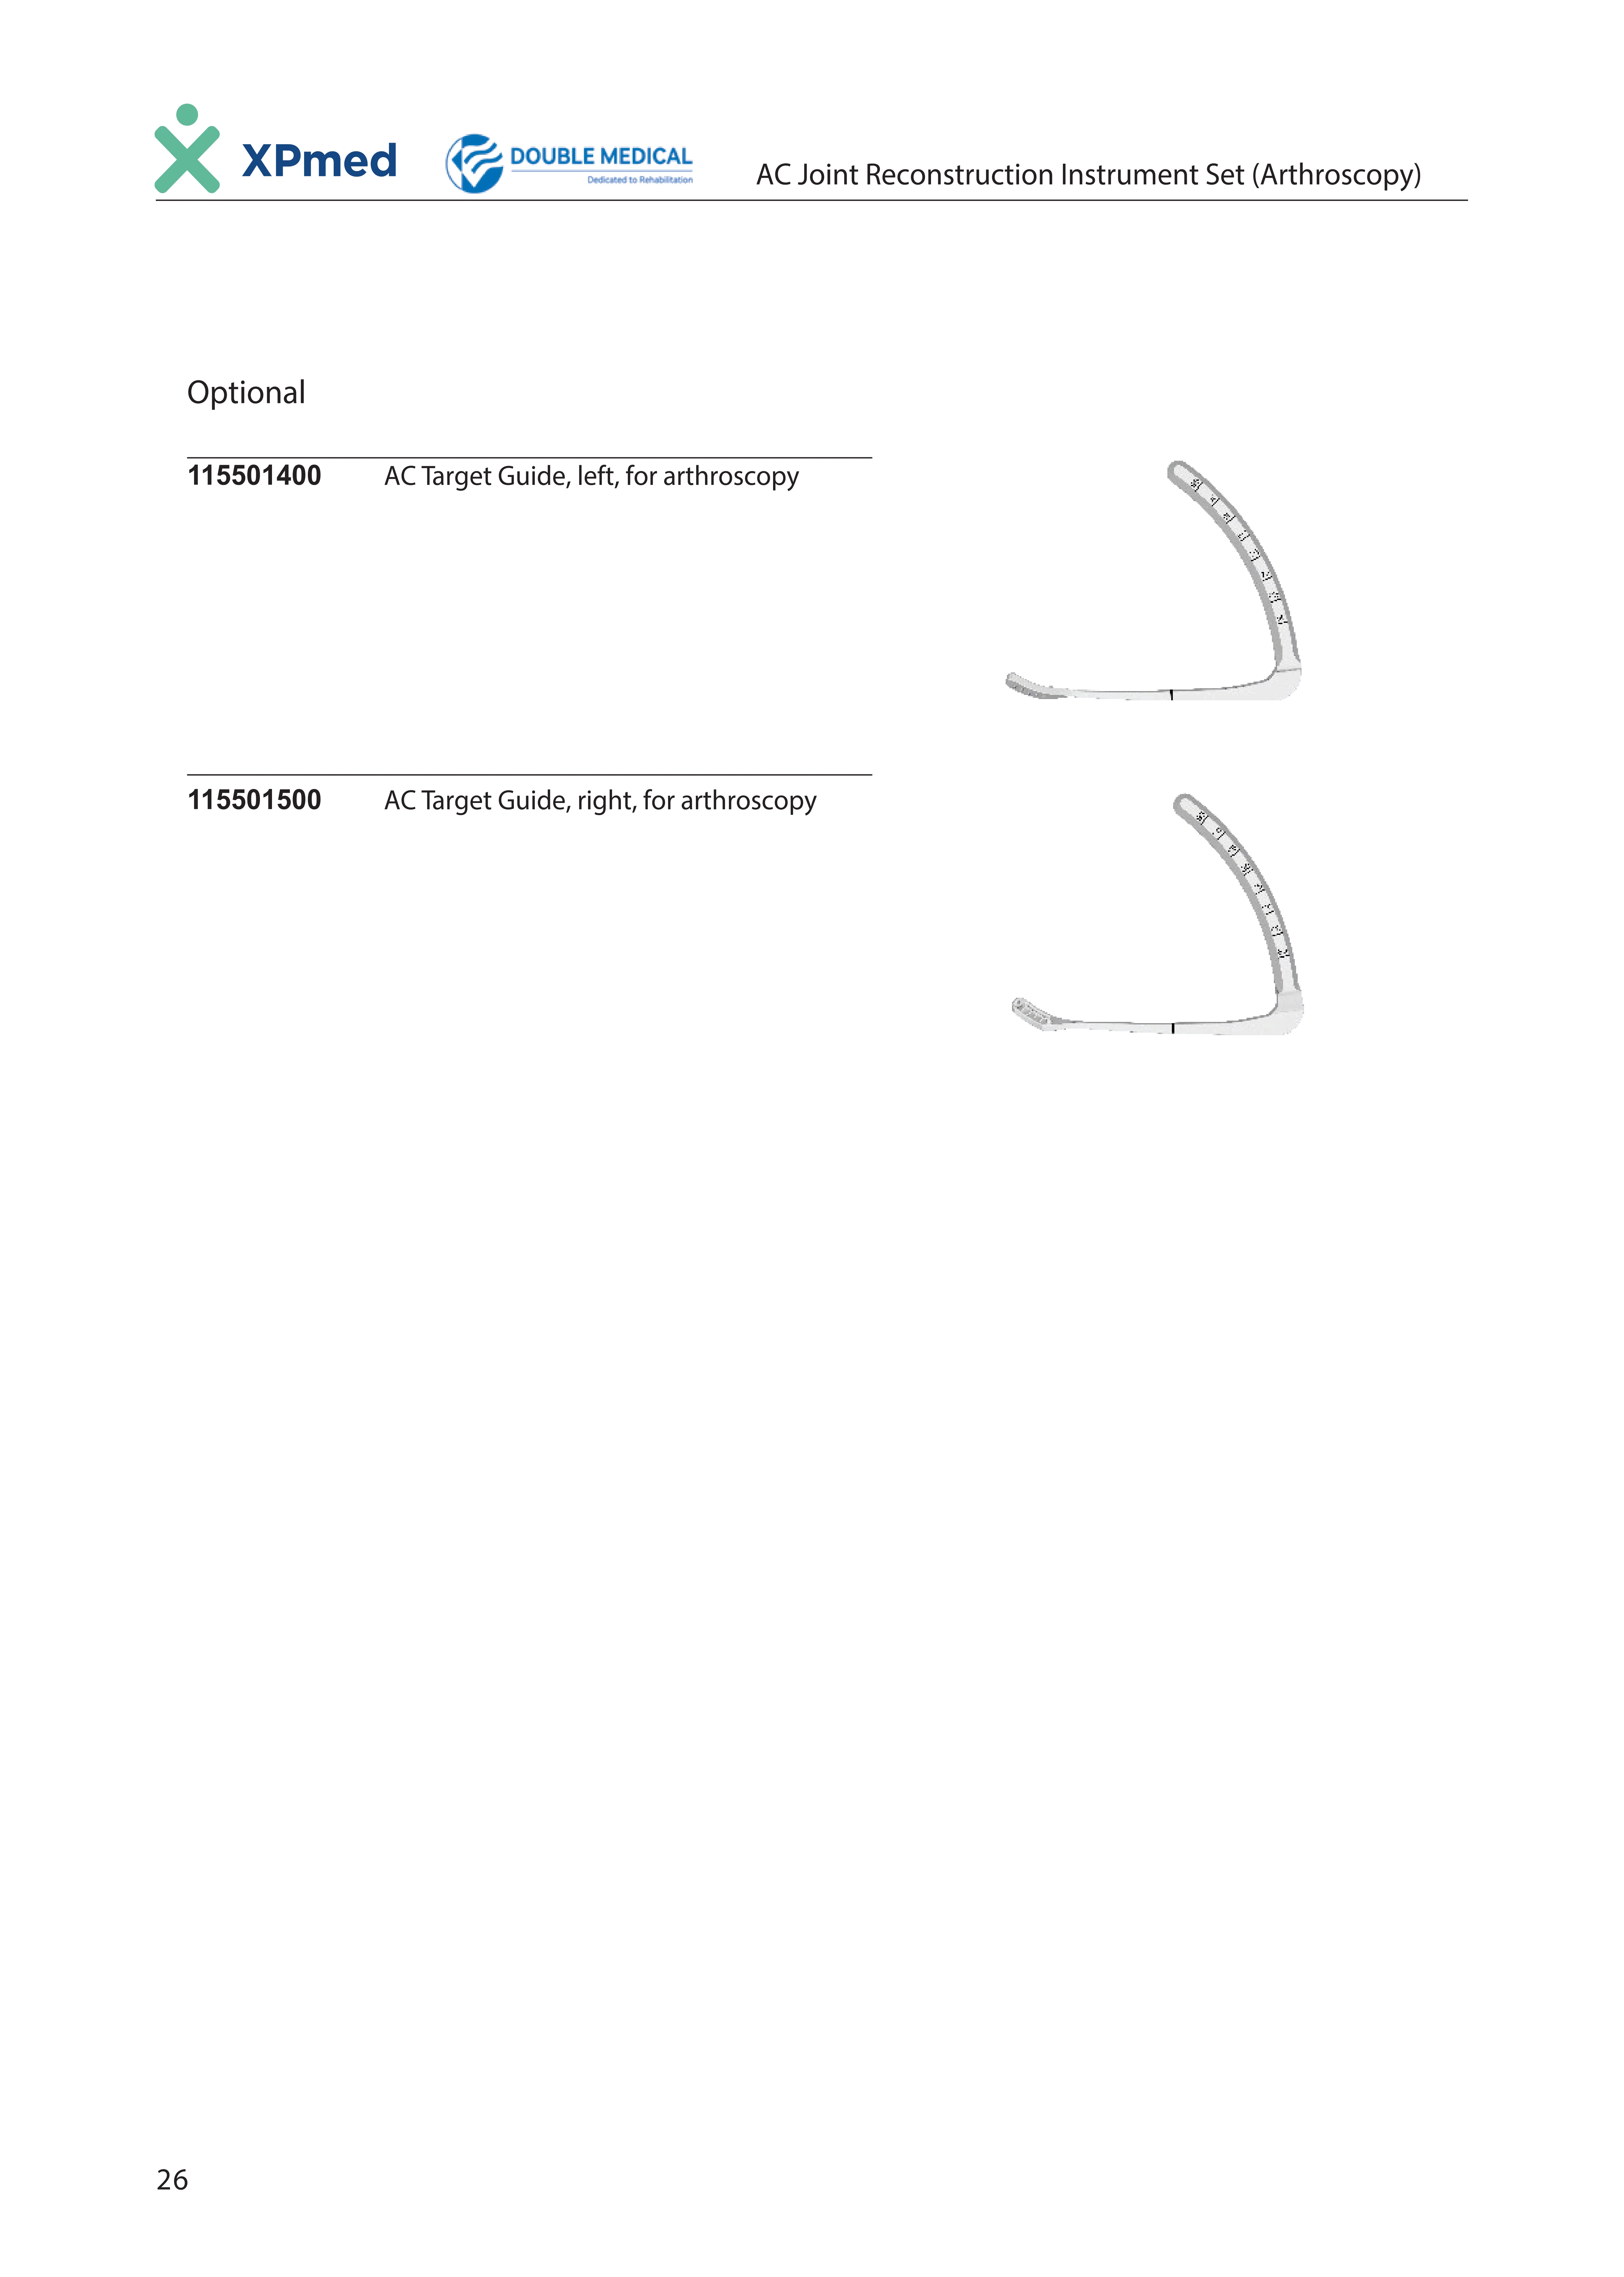 XPmed
DOUBLE MEDICAL
Dedicated to Rehabilitation
AC Joint Reconstruction Instrument Set (Arthroscopy)
Optional
115501400 AC Target Guide, left, for arthroscopy
115501500 AC Target Guide, right, for arthroscopy
26